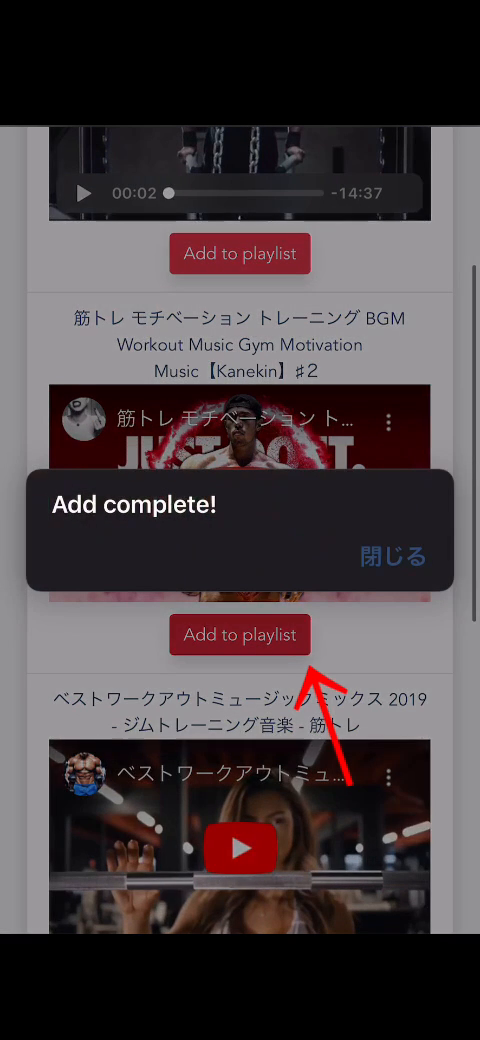 00:02
-14:37
Add to playlist
筋トレ モチベーション トレーニング BGM
Workout Music Gym Motivation
Music【Kanekin】♯2
筋トレ モチベーション ト...
JUST DO IT.
Add complete!
閉じる
Add to playlist
ベストワークアウトミュージックミックス 2019
- ジムトレーニング音楽 - 筋トレ
ベストワークアウトミュ...